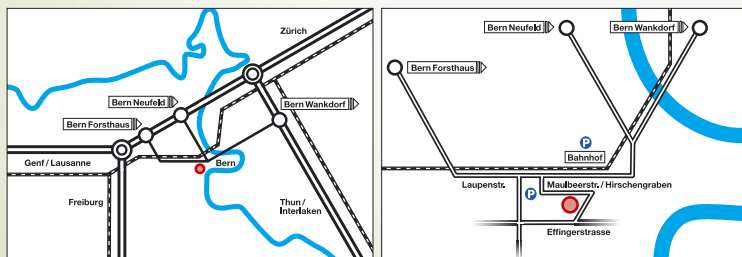 Zürich
Bern Neufeld
Bern Forsthaus
Bern Wankdorf
Genf / Lausanne
Bern
Freiburg
Thun /
Interlaken
Bern Neufeld
Bern Wankdorf
Bern Forsthaus
P
Bahnhof
Laupenstr.
P
Maulbeerstr. / Hirschengraben
Effingerstrasse